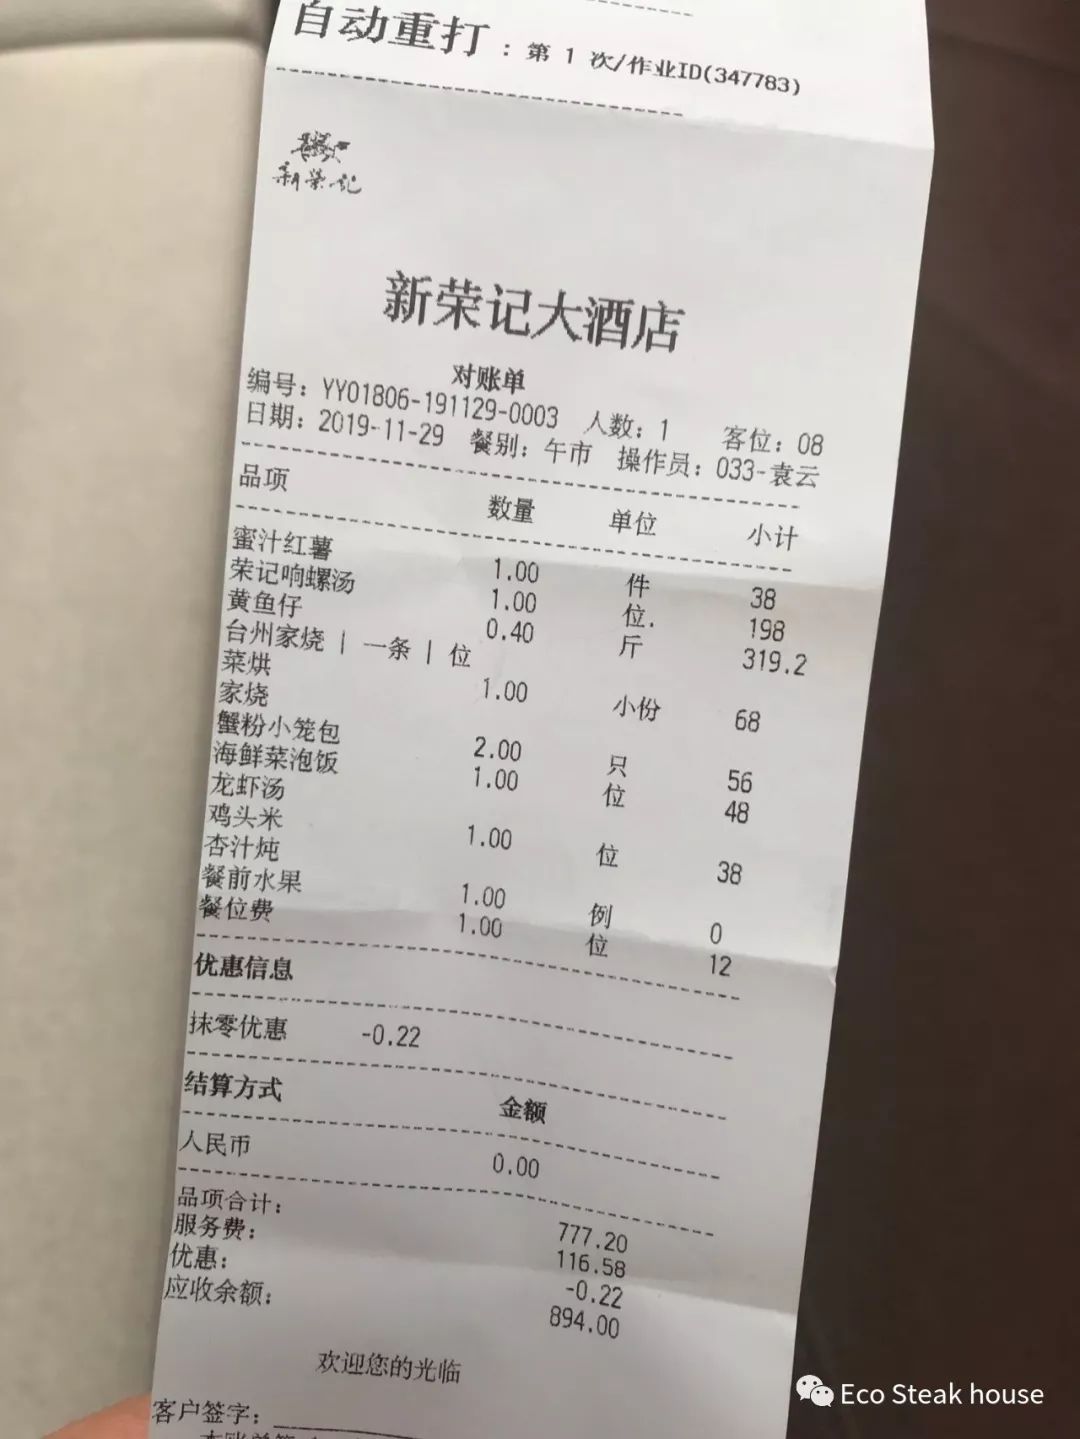 自动重打：第 1 次/作业ID(347783)
新荣记
新荣记大酒店
对账单
编号：YY01806-191129-0003 人数：1 客位：08
日期：2019-11-29 餐别：午市 操作员：033-袁云
品项 数量 单位 小计
蜜汁红薯 1.00 件 38
荣记响螺汤 1.00 位. 198
黄鱼仔 0.40 斤 319.2
台州家烧 | 一条 | 位
菜烘 1.00 小份 68
家烧
蟹粉小笼包 2.00 只 56
海鲜菜泡饭 1.00 位 48
龙虾汤
鸡头米 1.00 位 38
杏汁炖
餐前水果 1.00 例 0
餐位费 1.00 位 12
优惠信息
抹零优惠 -0.22
结算方式 金额
人民币 0.00
品项合计： 777.20
服务费： 116.58
优惠： -0.22
应收余额： 894.00
欢迎您的光临
客户签字：
Eco Steak house